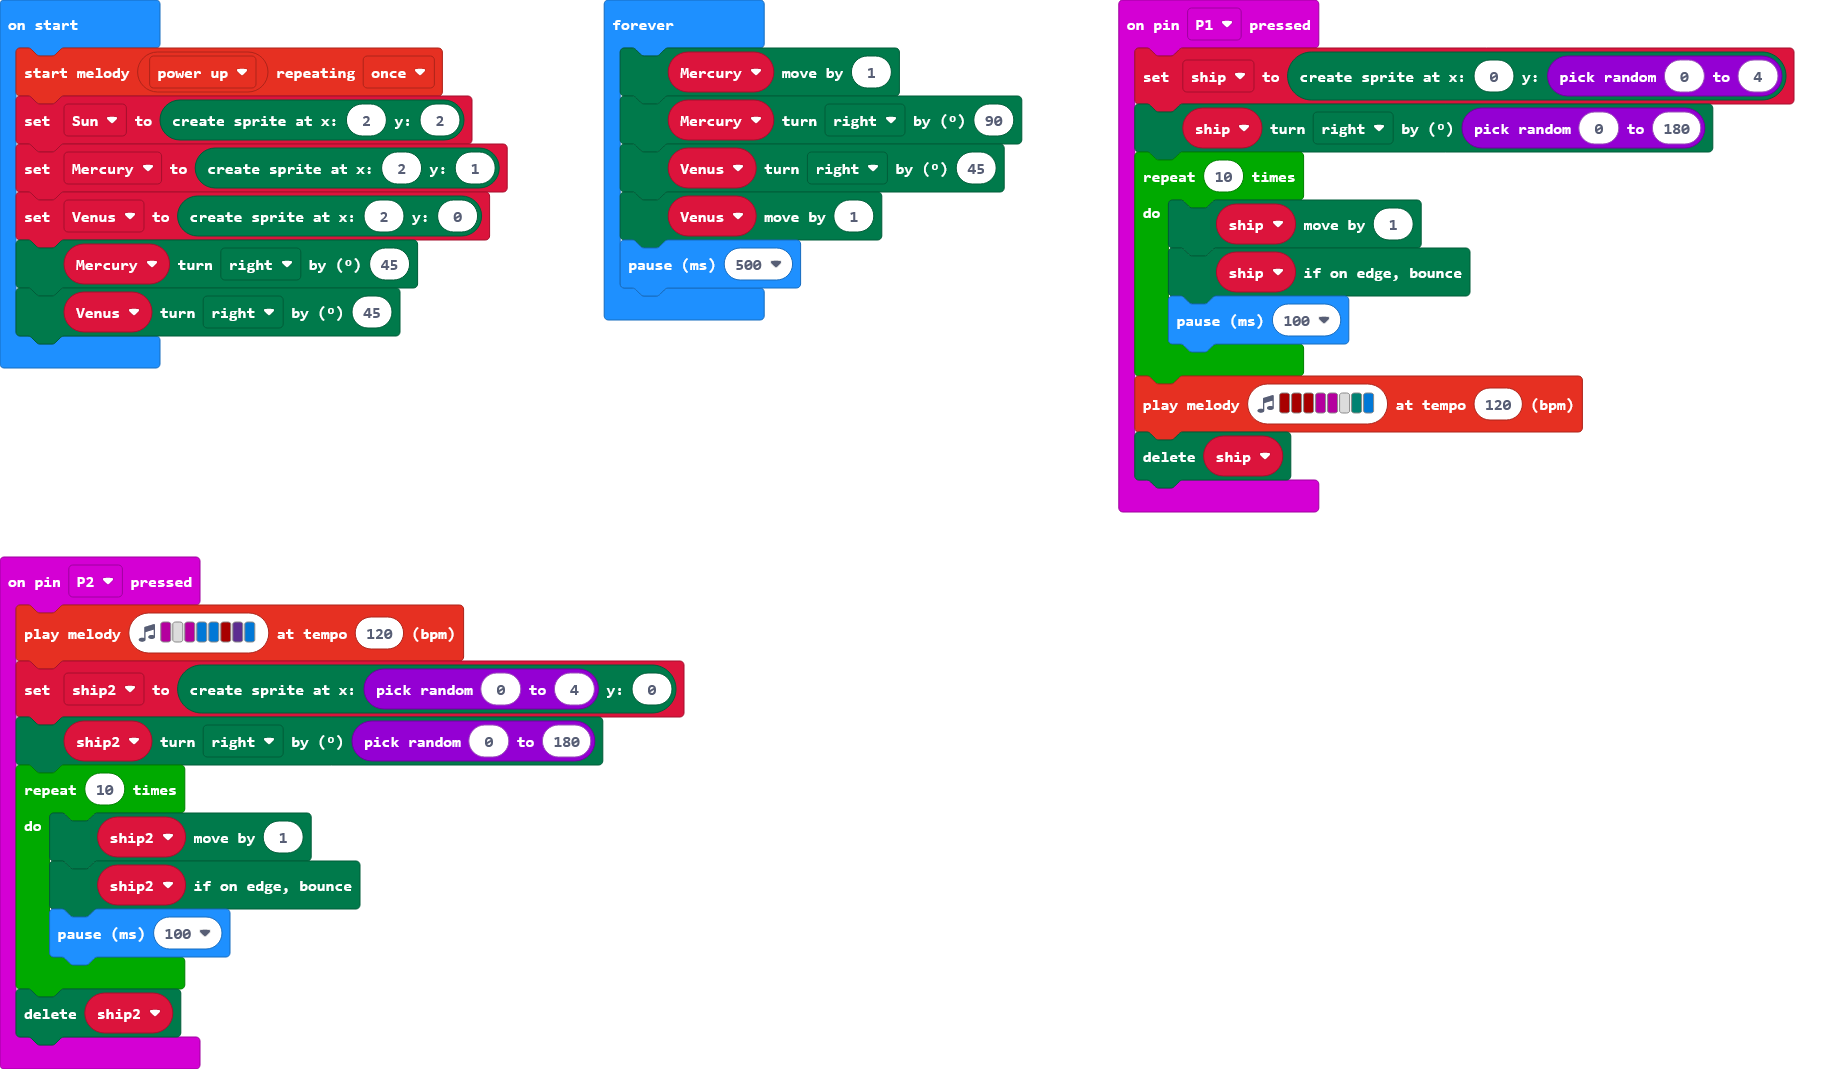 on start
start melody power up repeating once
set Sun to create sprite at x: 2 y: 2
set Mercury to create sprite at x: 2 y: 1
set Venus to create sprite at x: 2 y: 0
Mercury turn right by (º) 45
Venus turn right by (º) 45
forever
Mercury move by 1
Mercury turn right by (º) 90
Venus turn right by (º) 45
Venus move by 1
pause (ms) 500
on pin P1 pressed
set ship to create sprite at x: 0 y: pick random 0 to 4
ship turn right by (º) pick random 0 to 180
repeat 10 times
do
ship move by 1
ship if on edge, bounce
pause (ms) 100
play melody at tempo 120 (bpm)
delete ship
on pin P2 pressed
play melody at tempo 120 (bpm)
set ship2 to create sprite at x: pick random 0 to 4 y: 0
ship2 turn right by (º) pick random 0 to 180
repeat 10 times
do
ship2 move by 1
ship2 if on edge, bounce
pause (ms) 100
delete ship2